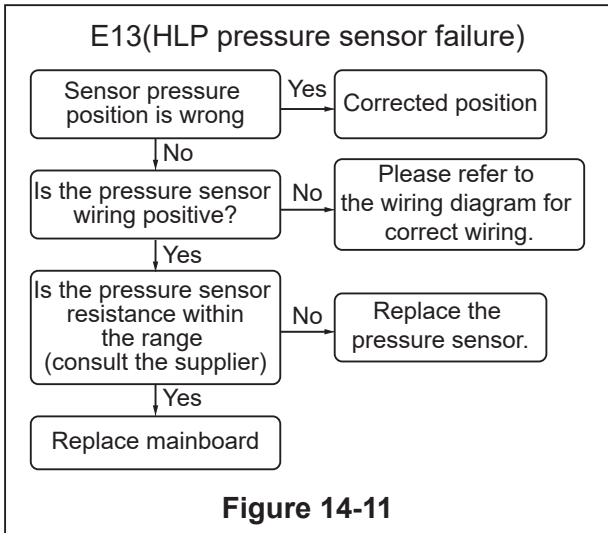 E13(HLP pressure sensor failure)
Sensor pressure
position is wrong
Yes
Corrected position
No
Is the pressure sensor
wiring positive?
No
Please refer to
the wiring diagram for
correct wiring.
Yes
Is the pressure sensor
resistance within
the range
(consult the supplier)
No
Replace the
pressure sensor.
Yes
Replace mainboard
Figure 14-11